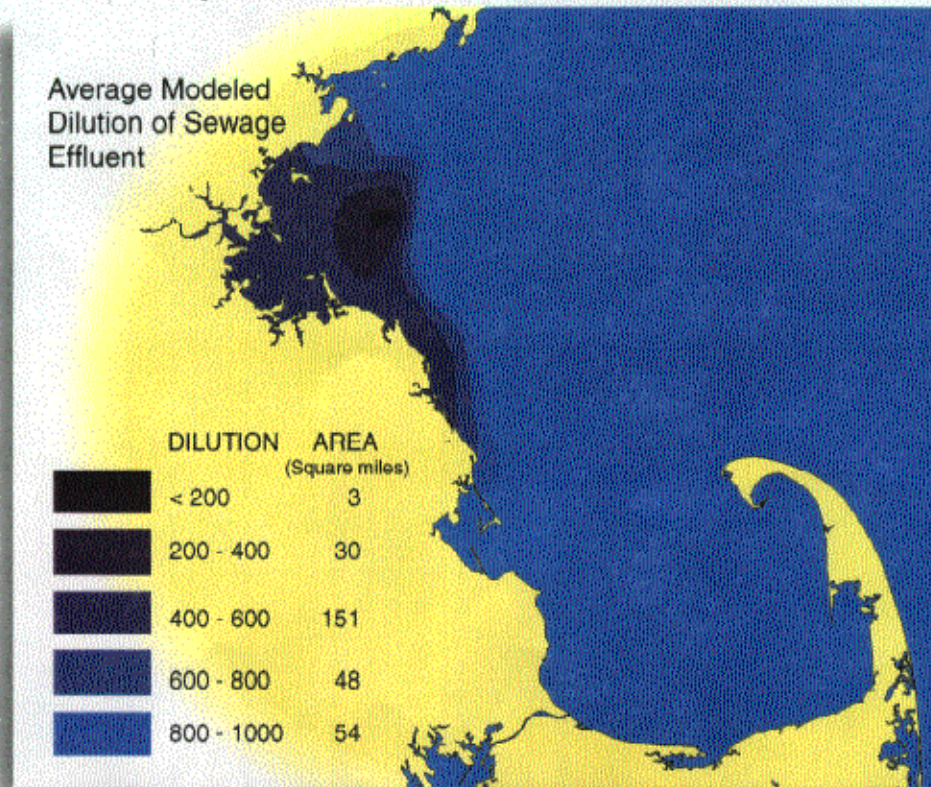 Average Modeled
Dilution of Sewage
Effluent
DILUTION AREA
(Square miles)
< 200 3
200 - 400 30
400 - 600 151
600 - 800 48
800 - 1000 54